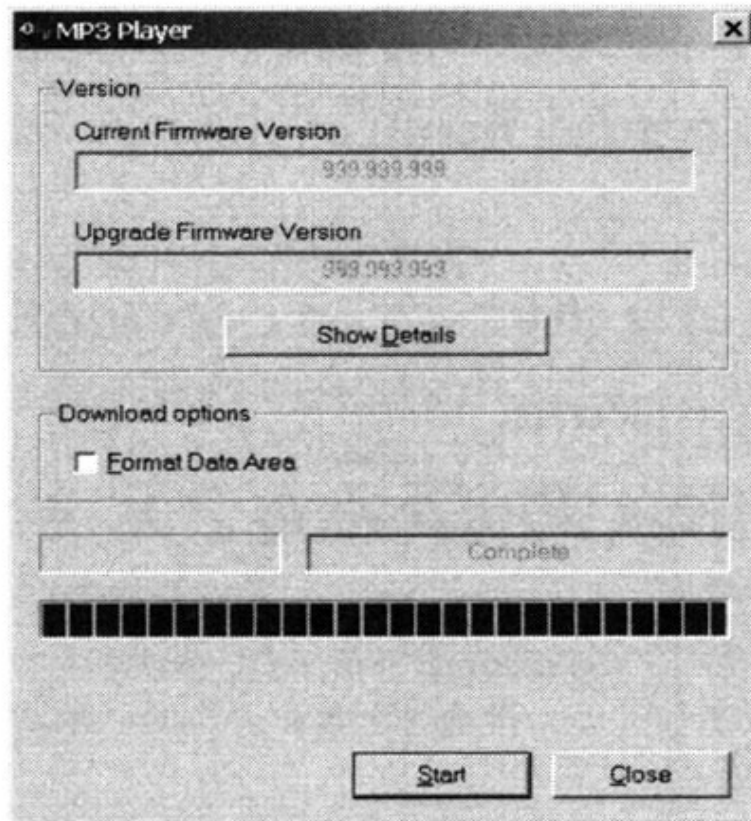 MP3 Player
Version
Current Firmware Version
Upgrade Firmware Version
Show Details
Download options
Format Data Area
Complete
Start
Close